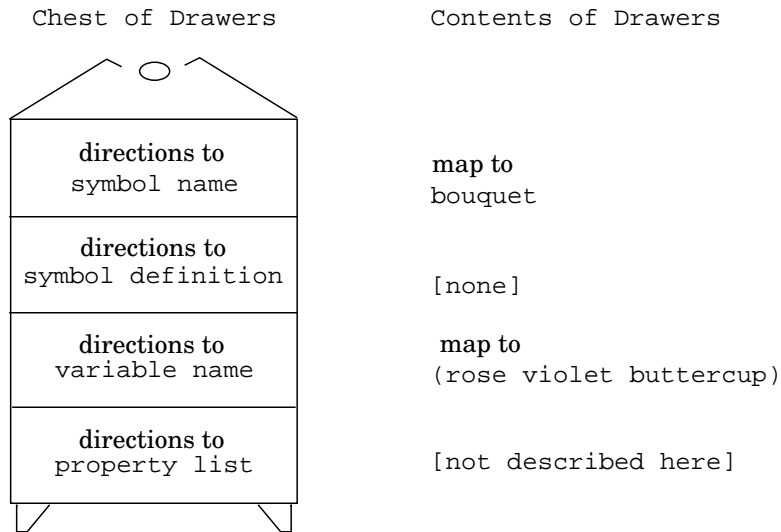 Chest of Drawers
Contents of Drawers
directions to
symbol name
map to
bouquet
directions to
symbol definition
[none]
directions to
variable name
map to
(rose violet buttercup)
directions to
property list
[not described here]